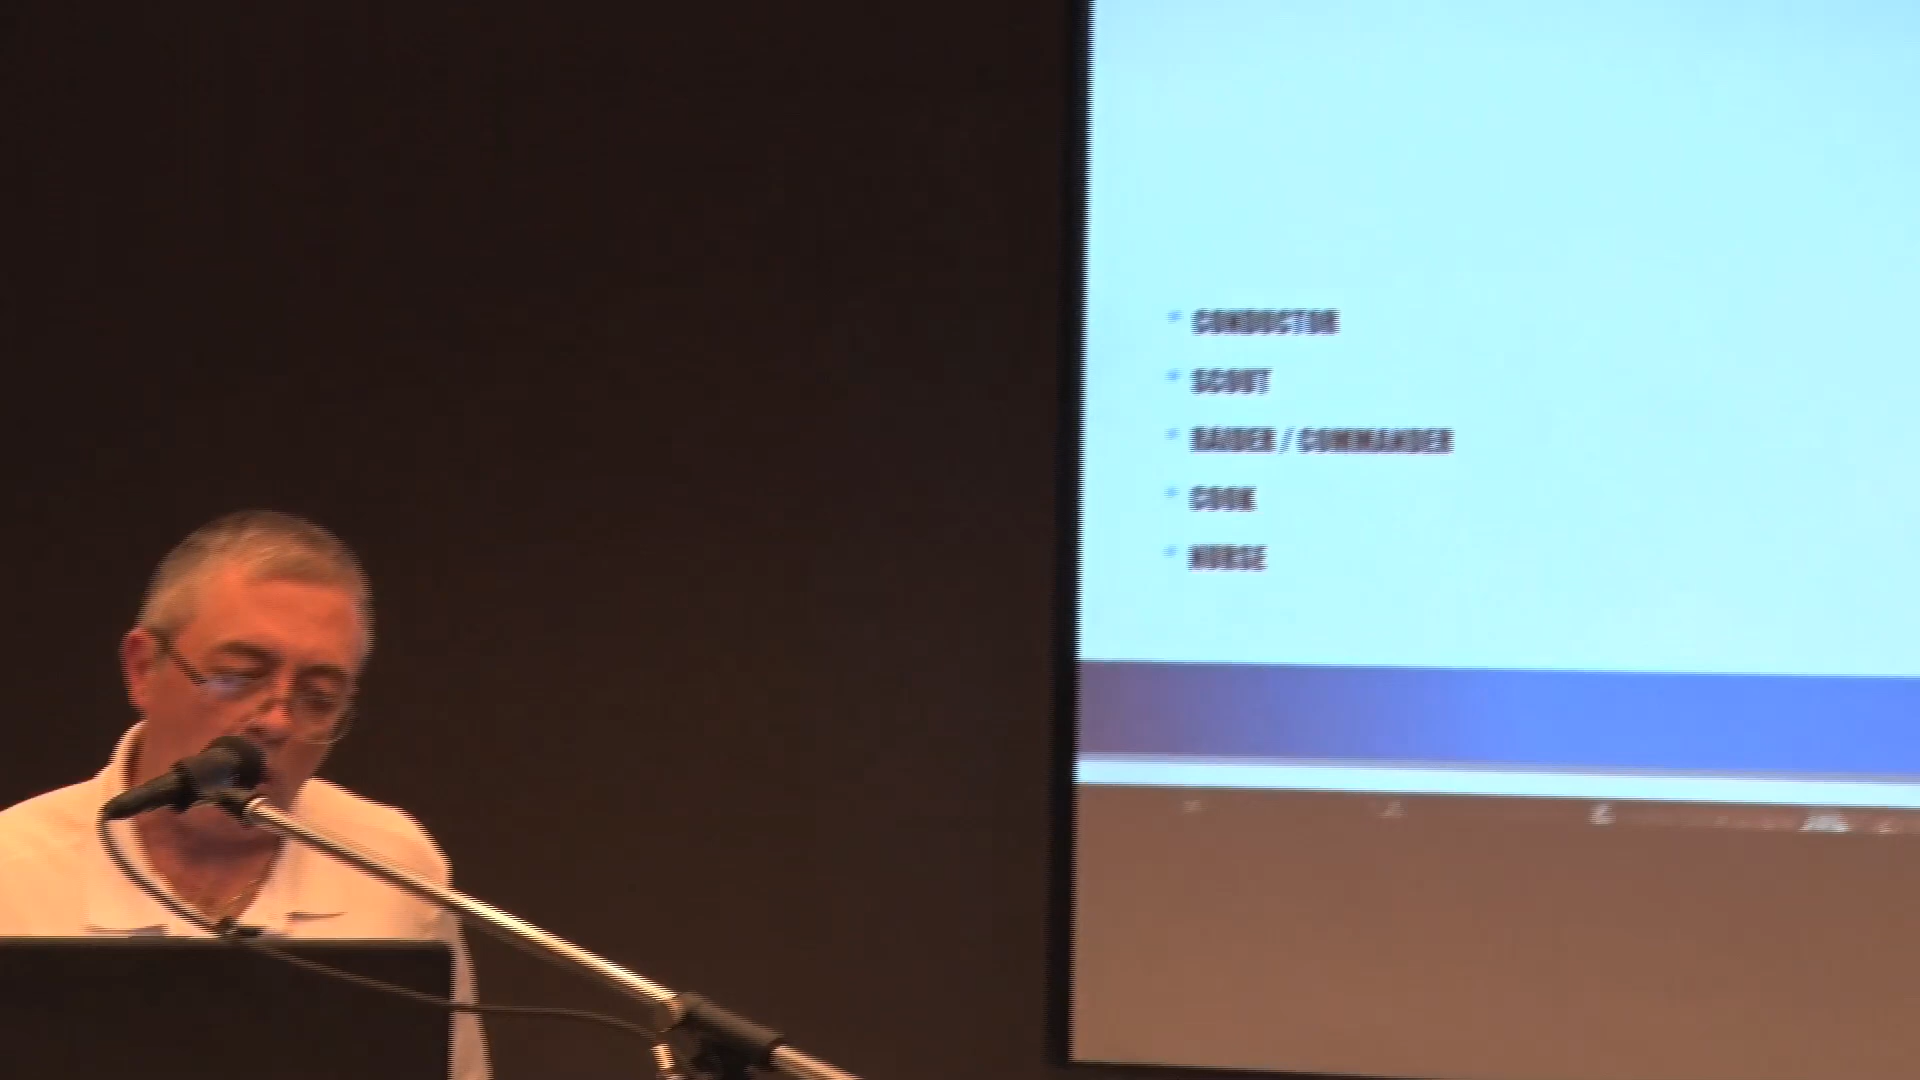 CONDUCTOR
SCOUT
RAIDER / COMMANDER
COOK
NURSE